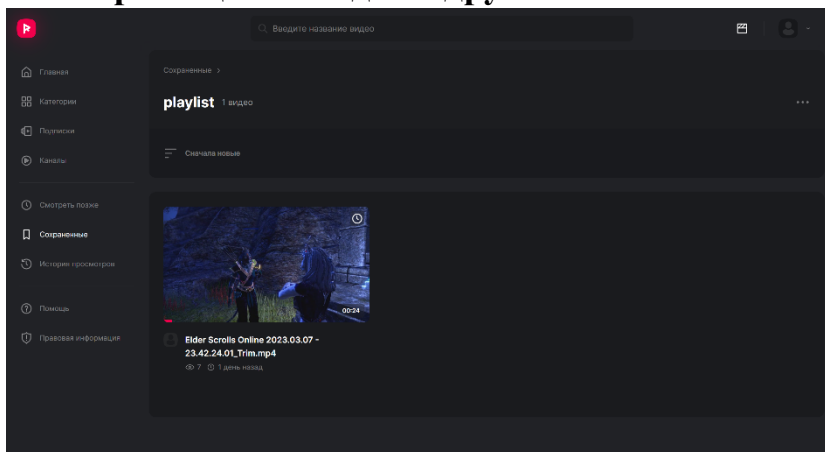 Введите название видео
Главная
Категории
Подписки
Каналы
Смотреть позже
Сохраненные
История просмотров
Помощь
Правовая информация
Сохраненные >
playlist 1 видео
Сначала новые
00:24
Elder Scrolls Online 2023.03.07 -
23.42.24.01_Trim.mp4
7 1 день назад